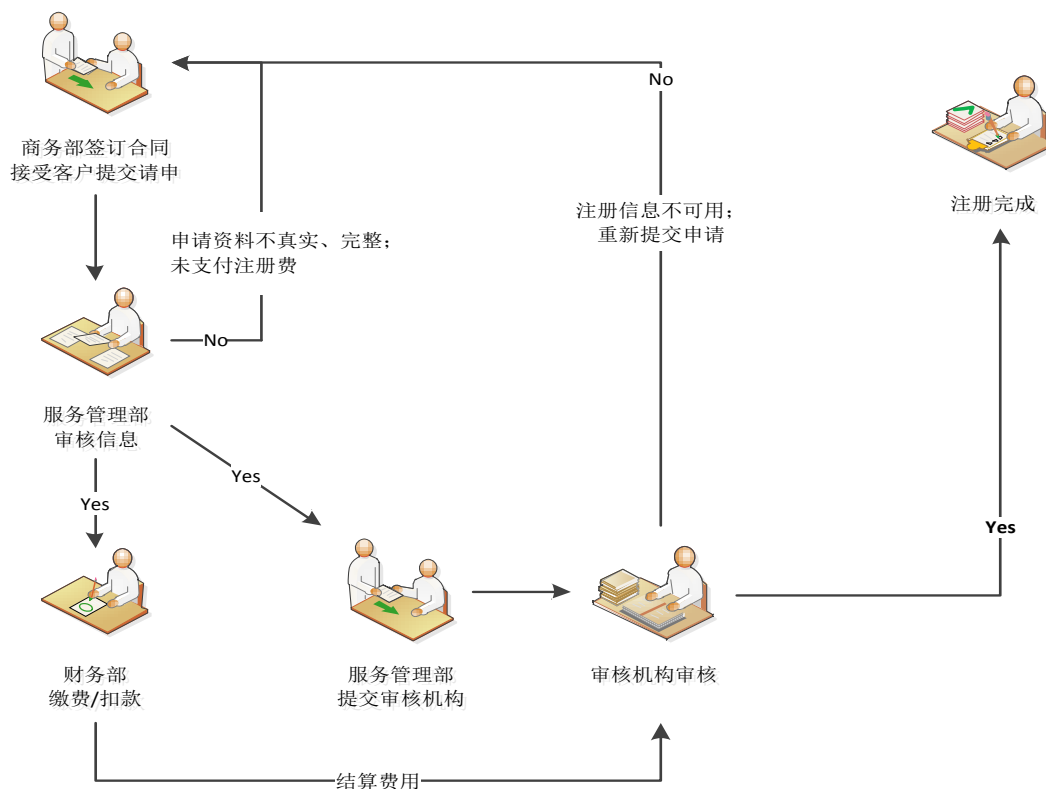 No
商务部签订合同
接受客户提交请申
注册完成
注册信息不可用；
重新提交申请
申请资料不真实、完整；
未支付注册费
No
服务管理部
审核信息
Yes
Yes
Yes
财务部
缴费/扣款
服务管理部
提交审核机构
审核机构审核
结算费用